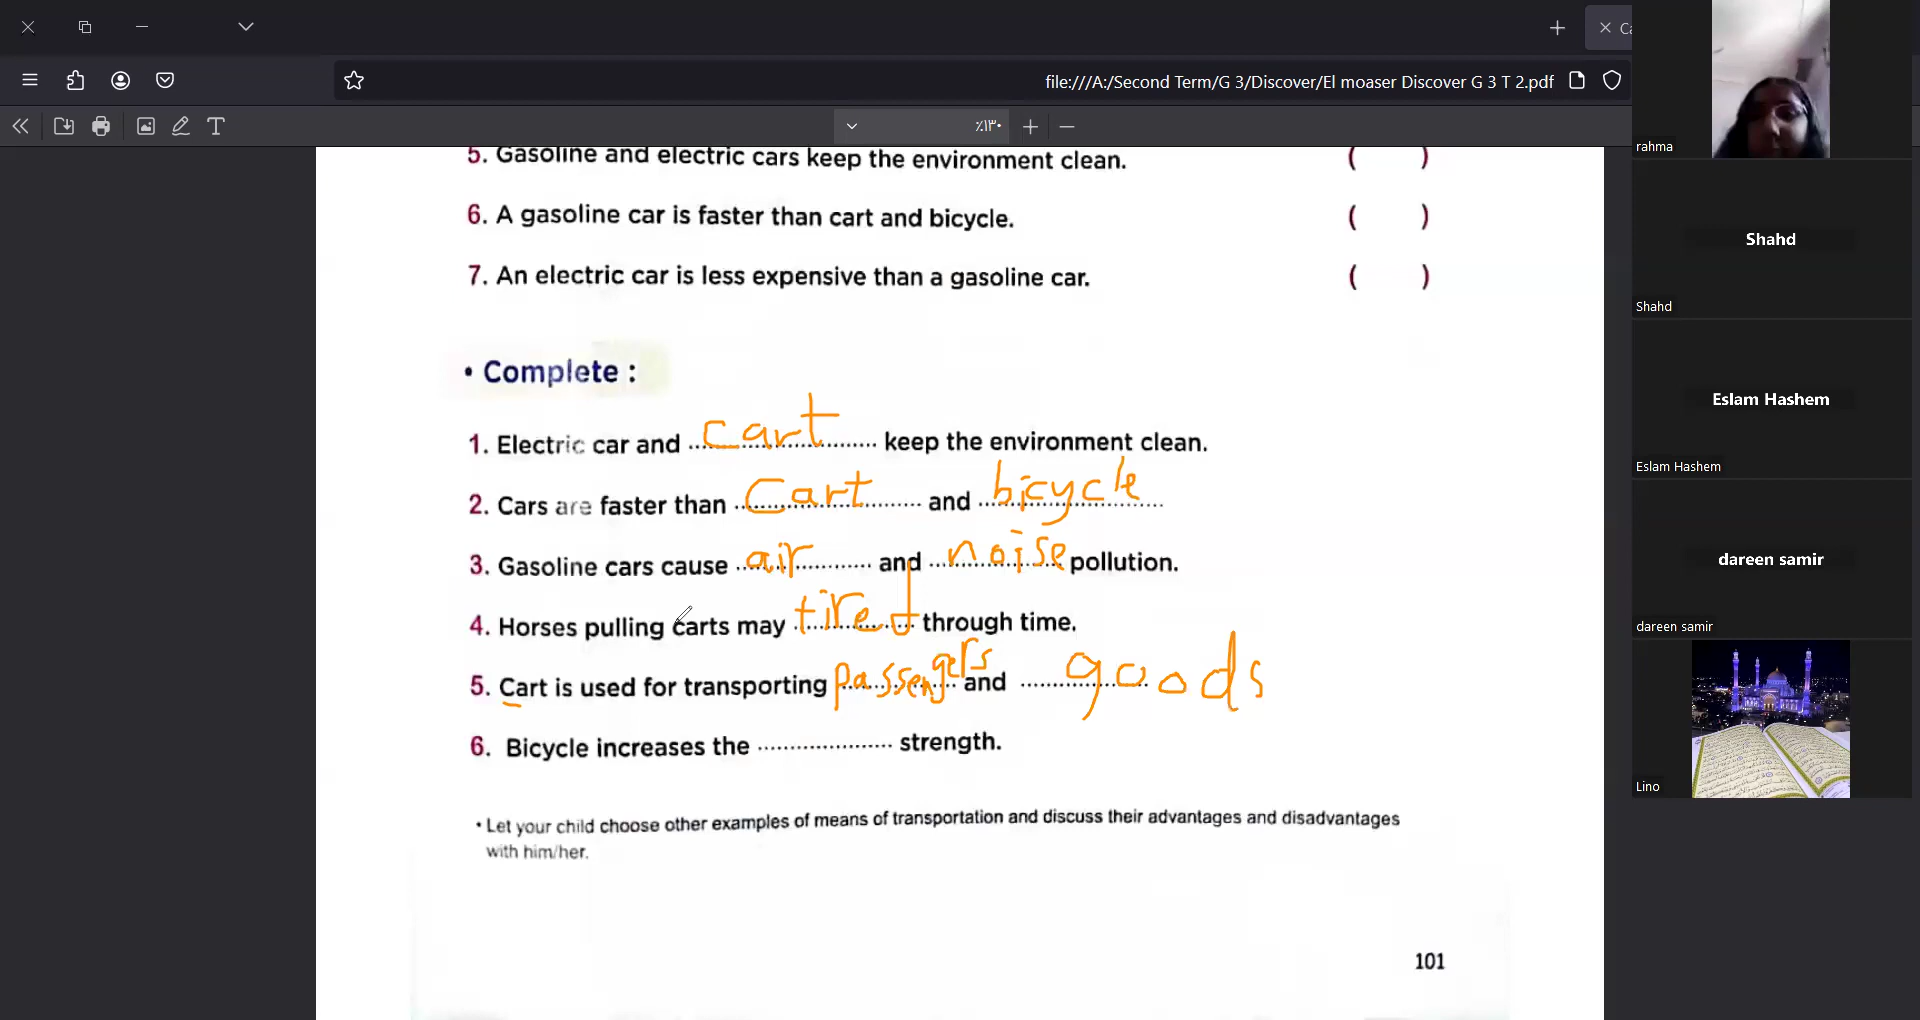 Ca
file:///A:/Second Term/G 3/Discover/El moaser Discover G 3 T 2.pdf
٪١٣٠
5. Gasoline and electric cars keep the environment clean. ( )
6. A gasoline car is faster than cart and bicycle. ( )
7. An electric car is less expensive than a gasoline car. ( )
• Complete :
1. Electric car and cart keep the environment clean.
2. Cars are faster than cart and bicycle
3. Gasoline cars cause air and noise pollution.
4. Horses pulling carts may tired through time.
5. Cart is used for transporting passengers and goods
6. Bicycle increases the .................... strength.
• Let your child choose other examples of means of transportation and discuss their advantages and disadvantages
with him/her.
101
rahma
Shahd
Shahd
Eslam Hashem
Eslam Hashem
dareen samir
dareen samir
Lino